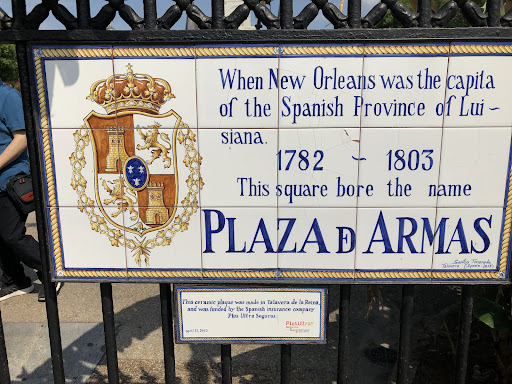 When New Orleans was the capita
of the Spanish Province of Lui ~
siana.
1782 ~ 1803
This square bore the name
PLAZA D ARMAS
This ceramic plaque was made in Talavera de la Reina,
and was funded by the Spanish insurance company
Plus Ultra Seguros.